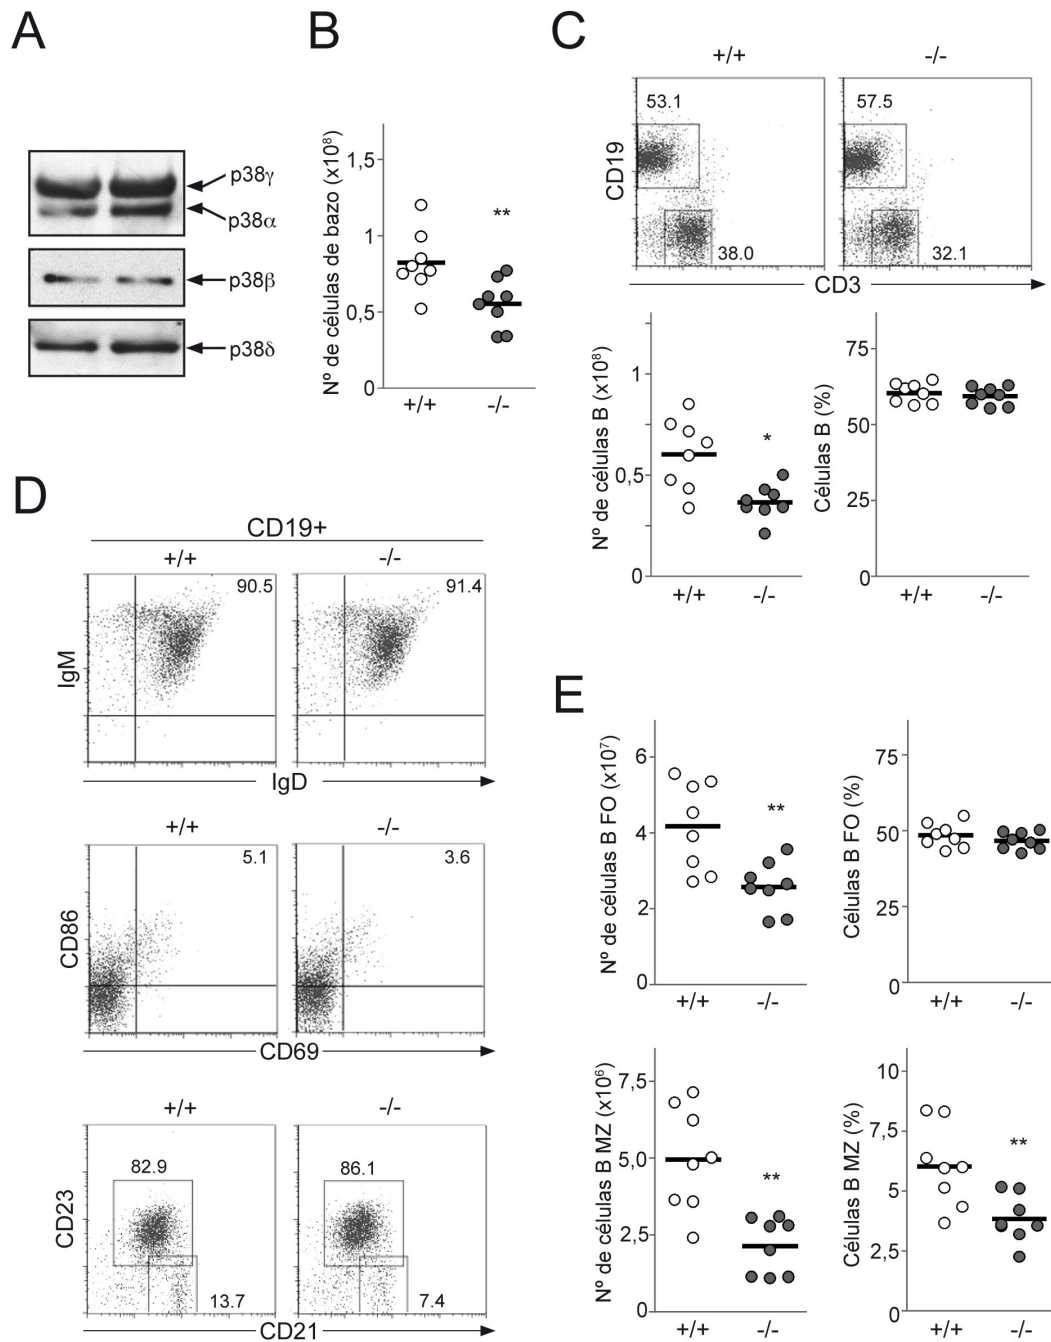 A
p38γ
p38α
p38β
p38δ
B
Nº de células de bazo (x10⁸)
1,5
1
0,5
0
**
+/+
-/-
C
+/+
-/-
CD19
53.1
38.0
57.5
32.1
CD3
Nº de células B (x10⁸)
1
0,5
0
*
+/+
-/-
Células B (%)
75
50
25
0
+/+
-/-
D
CD19+
+/+
-/-
IgM
90.5
91.4
IgD
+/+
-/-
CD86
5.1
3.6
CD69
+/+
-/-
CD23
82.9
13.7
86.1
7.4
CD21
E
Nº de células B FO (x10⁷)
6
4
2
0
**
+/+
-/-
Células B FO (%)
75
50
25
0
+/+
-/-
Nº de células B MZ (x10⁶)
7,5
5,0
2,5
0
**
+/+
-/-
Células B MZ (%)
10
7,5
5
2,5
0
**
+/+
-/-